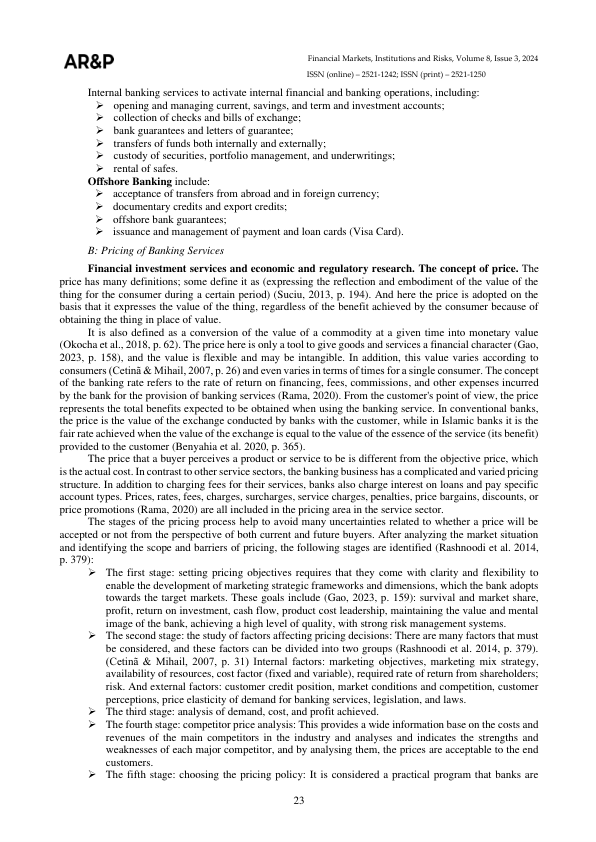 AR&P
Financial Markets, Institutions and Risks, Volume 8, Issue 3, 2024
ISSN (online) – 2521-1242; ISSN (print) – 2521-1250
Internal banking services to activate internal financial and banking operations, including:
➢ opening and managing current, savings, and term and investment accounts;
➢ collection of checks and bills of exchange;
➢ bank guarantees and letters of guarantee;
➢ transfers of funds both internally and externally;
➢ custody of securities, portfolio management, and underwritings;
➢ rental of safes.
Offshore Banking include:
➢ acceptance of transfers from abroad and in foreign currency;
➢ documentary credits and export credits;
➢ offshore bank guarantees;
➢ issuance and management of payment and loan cards (Visa Card).
B: Pricing of Banking Services
Financial investment services and economic and regulatory research. The concept of price. The
price has many definitions; some define it as (expressing the reflection and embodiment of the value of the
thing for the consumer during a certain period) (Suciu, 2013, p. 194). And here the price is adopted on the
basis that it expresses the value of the thing, regardless of the benefit achieved by the consumer because of
obtaining the thing in place of value.
It is also defined as a conversion of the value of a commodity at a given time into monetary value
(Okocha et al., 2018, p. 62). The price here is only a tool to give goods and services a financial character (Gao,
2023, p. 158), and the value is flexible and may be intangible. In addition, this value varies according to
consumers (Cetinã & Mihail, 2007, p. 26) and even varies in terms of times for a single consumer. The concept
of the banking rate refers to the rate of return on financing, fees, commissions, and other expenses incurred
by the bank for the provision of banking services (Rama, 2020). From the customer's point of view, the price
represents the total benefits expected to be obtained when using the banking service. In conventional banks,
the price is the value of the exchange conducted by banks with the customer, while in Islamic banks it is the
fair rate achieved when the value of the exchange is equal to the value of the essence of the service (its benefit)
provided to the customer (Benyahia et al. 2020, p. 365).
The price that a buyer perceives a product or service to be is different from the objective price, which
is the actual cost. In contrast to other service sectors, the banking business has a complicated and varied pricing
structure. In addition to charging fees for their services, banks also charge interest on loans and pay specific
account types. Prices, rates, fees, charges, surcharges, service charges, penalties, price bargains, discounts, or
price promotions (Rama, 2020) are all included in the pricing area in the service sector.
The stages of the pricing process help to avoid many uncertainties related to whether a price will be
accepted or not from the perspective of both current and future buyers. After analyzing the market situation
and identifying the scope and barriers of pricing, the following stages are identified (Rashnoodi et al. 2014,
p. 379):
➢ The first stage: setting pricing objectives requires that they come with clarity and flexibility to
enable the development of marketing strategic frameworks and dimensions, which the bank adopts
towards the target markets. These goals include (Gao, 2023, p. 159): survival and market share,
profit, return on investment, cash flow, product cost leadership, maintaining the value and mental
image of the bank, achieving a high level of quality, with strong risk management systems.
➢ The second stage: the study of factors affecting pricing decisions: There are many factors that must
be considered, and these factors can be divided into two groups (Rashnoodi et al. 2014, p. 379).
(Cetinã & Mihail, 2007, p. 31) Internal factors: marketing objectives, marketing mix strategy,
availability of resources, cost factor (fixed and variable), required rate of return from shareholders;
risk. And external factors: customer credit position, market conditions and competition, customer
perceptions, price elasticity of demand for banking services, legislation, and laws.
➢ The third stage: analysis of demand, cost, and profit achieved.
➢ The fourth stage: competitor price analysis: This provides a wide information base on the costs and
revenues of the main competitors in the industry and analyses and indicates the strengths and
weaknesses of each major competitor, and by analysing them, the prices are acceptable to the end
customers.
➢ The fifth stage: choosing the pricing policy: It is considered a practical program that banks are
23